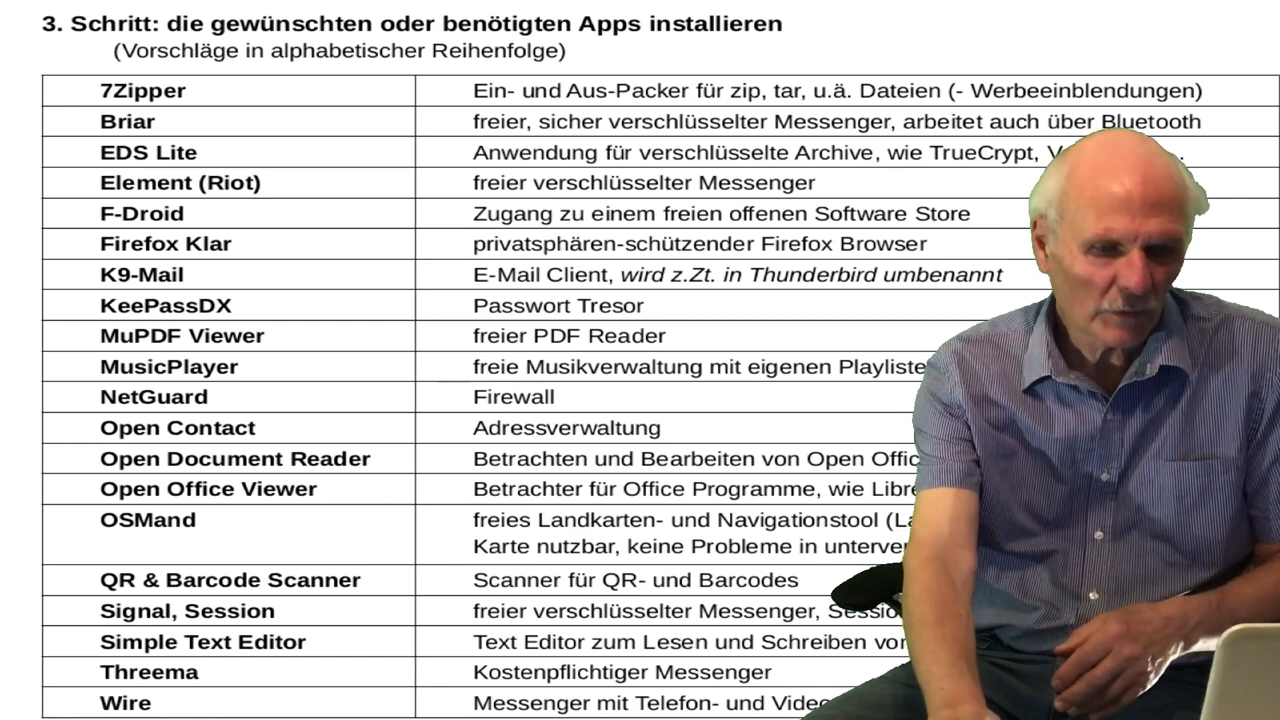 3. Schritt: die gewünschten oder benötigten Apps installieren
(Vorschläge in alphabetischer Reihenfolge)
7Zipper Ein- und Aus-Packer für zip, tar, u.ä. Dateien (- Werbeeinblendungen)
Briar freier, sicher verschlüsselter Messenger, arbeitet auch über Bluetooth
EDS Lite Anwendung für verschlüsselte Archive, wie TrueCrypt,
Element (Riot) freier verschlüsselter Messenger
F-Droid Zugang zu einem freien offenen Software Store
Firefox Klar privatsphären-schützender Firefox Browser
K9-Mail E-Mail Client, wird z.Zt. in Thunderbird umbenannt
KeePassDX Passwort Tresor
MuPDF Viewer freier PDF Reader
MusicPlayer freie Musikverwaltung mit eigenen Playliste
NetGuard Firewall
Open Contact Adressverwaltung
Open Document Reader Betrachten und Bearbeiten von Open Offic
Open Office Viewer Betrachter für Office Programme, wie Libre
OSMand freies Landkarten- und Navigationstool
Karte nutzbar, keine Probleme in
QR & Barcode Scanner Scanner für QR- und Barcodes
Signal, Session freier verschlüsselter Messenger, Sessio
Simple Text Editor Text Editor zum Lesen und Schreiben von
Threema Kostenpflichtiger Messenger
Wire Messenger mit Telefon- und Video